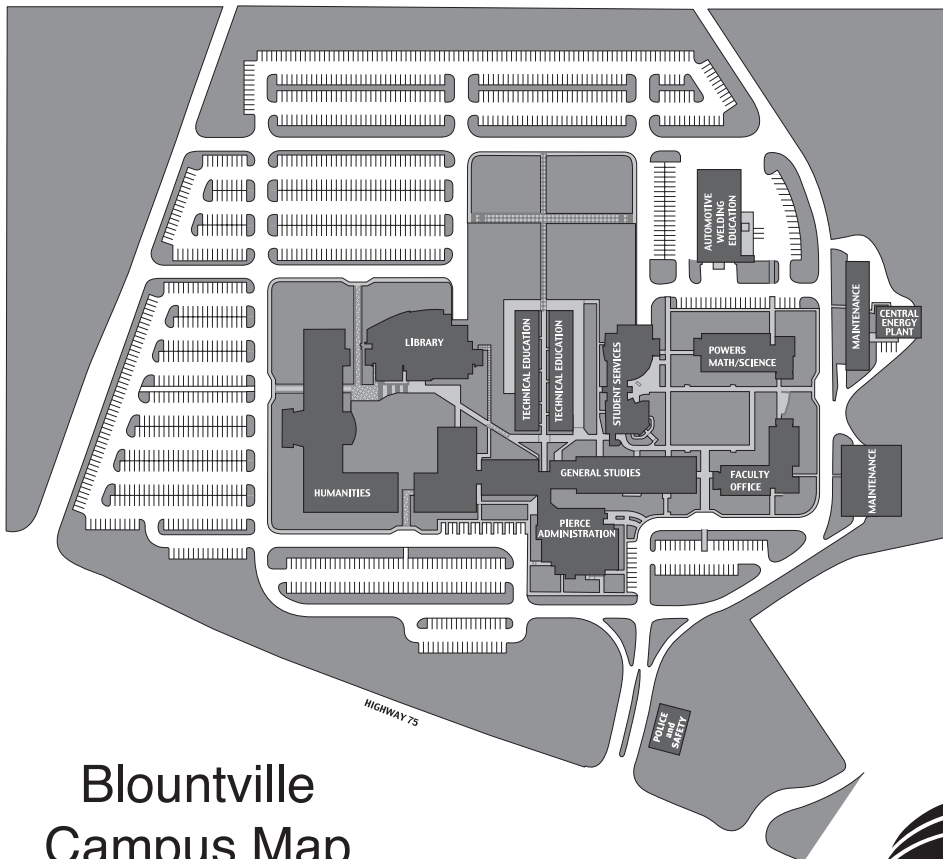 AUTOMOTIVE
WELDING
EDUCATION
MAINTENANCE
CENTRAL
ENERGY
PLANT
LIBRARY
TECHNICAL EDUCATION
TECHNICAL EDUCATION
STUDENT SERVICES
POWERS
MATH/SCIENCE
HUMANITIES
GENERAL STUDIES
FACULTY
OFFICE
MAINTENANCE
PIERCE
ADMINISTRATION
HIGHWAY 75
POLICE
and
SAFETY
Blountville
Campus Map